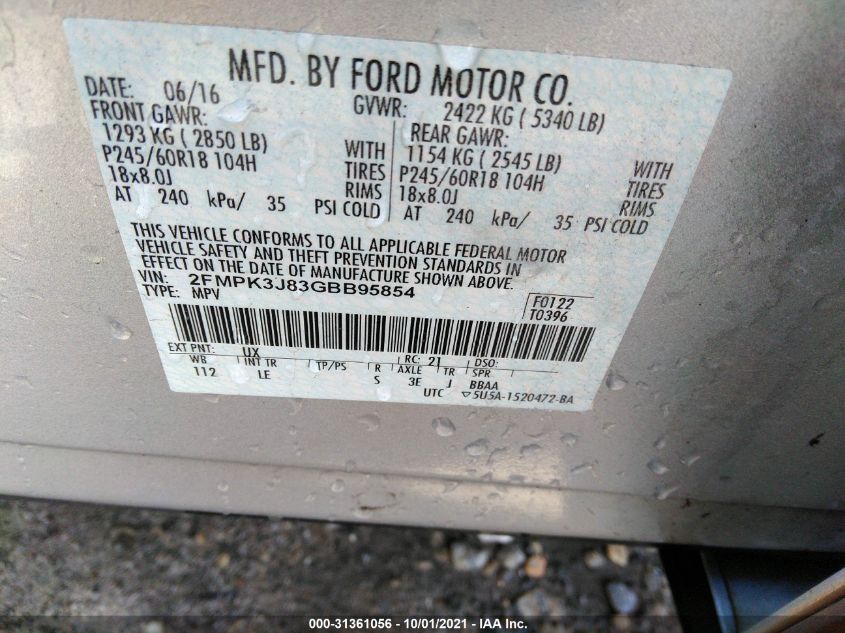 MFD. BY FORD MOTOR CO.
DATE: 06/16 GVWR: 2422 KG ( 5340 LB)
FRONT GAWR: REAR GAWR:
1293 KG ( 2850 LB) WITH 1154 KG ( 2545 LB) WITH
P245/60R18 104H TIRES P245/60R18 104H TIRES
18x8.0J RIMS 18x8.0J RIMS
AT 240 kPa/ 35 PSI COLD AT 240 kPa/ 35 PSI COLD
THIS VEHICLE CONFORMS TO ALL APPLICABLE FEDERAL MOTOR
VEHICLE SAFETY AND THEFT PREVENTION STANDARDS IN
EFFECT ON THE DATE OF MANUFACTURE SHOWN ABOVE.
VIN: 2FMPK3J83GBB95854 F0122
TYPE: MPV T0396
EXT PNT: UX RC: 21 DSO:
WB INT TR TP/PS R AXLE TR SPR
112 LE S 3E J BBAA
UTC ▽5U5A-1520472-BA
000-31361056 - 10/01/2021 - IAA Inc.